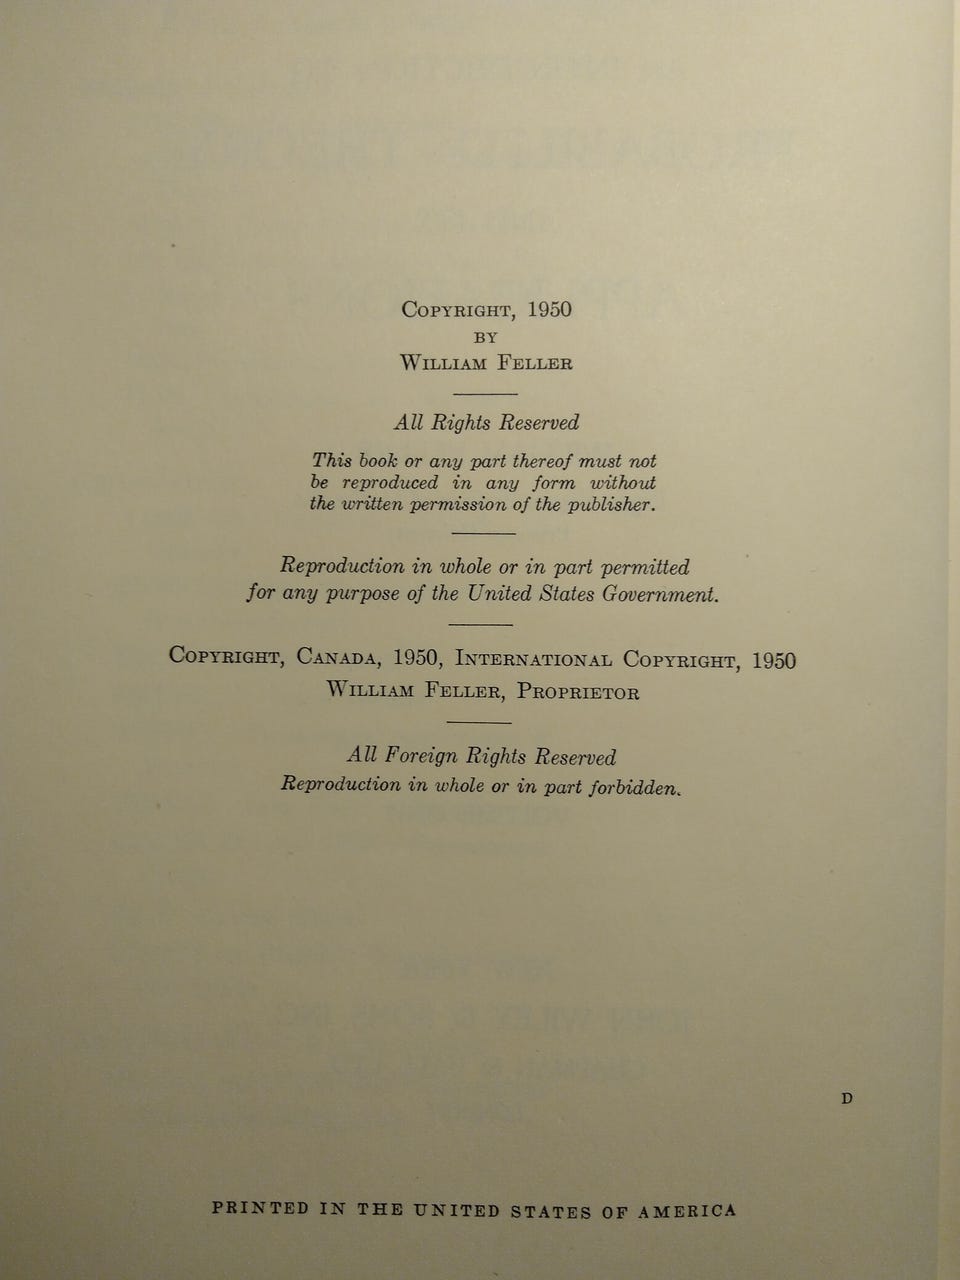 Copyright, 1950
by
William Feller
All Rights Reserved
This book or any part thereof must not
be reproduced in any form without
the written permission of the publisher.
Reproduction in whole or in part permitted
for any purpose of the United States Government.
Copyright, Canada, 1950, International Copyright, 1950
William Feller, Proprietor
All Foreign Rights Reserved
Reproduction in whole or in part forbidden.
D
PRINTED IN THE UNITED STATES OF AMERICA